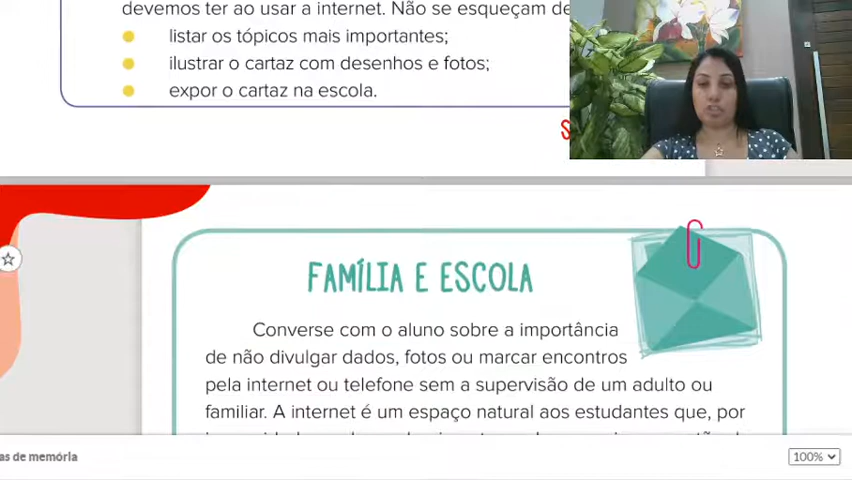 devemos ter ao usar a internet. Não se esqueçam de
listar os tópicos mais importantes;
ilustrar o cartaz com desenhos e fotos;
expor o cartaz na escola.
FAMÍLIA E ESCOLA
Converse com o aluno sobre a importância
de não divulgar dados, fotos ou marcar encontros
pela internet ou telefone sem a supervisão de um adulto ou
familiar. A internet é um espaço natural aos estudantes que, por
as de memória
100%